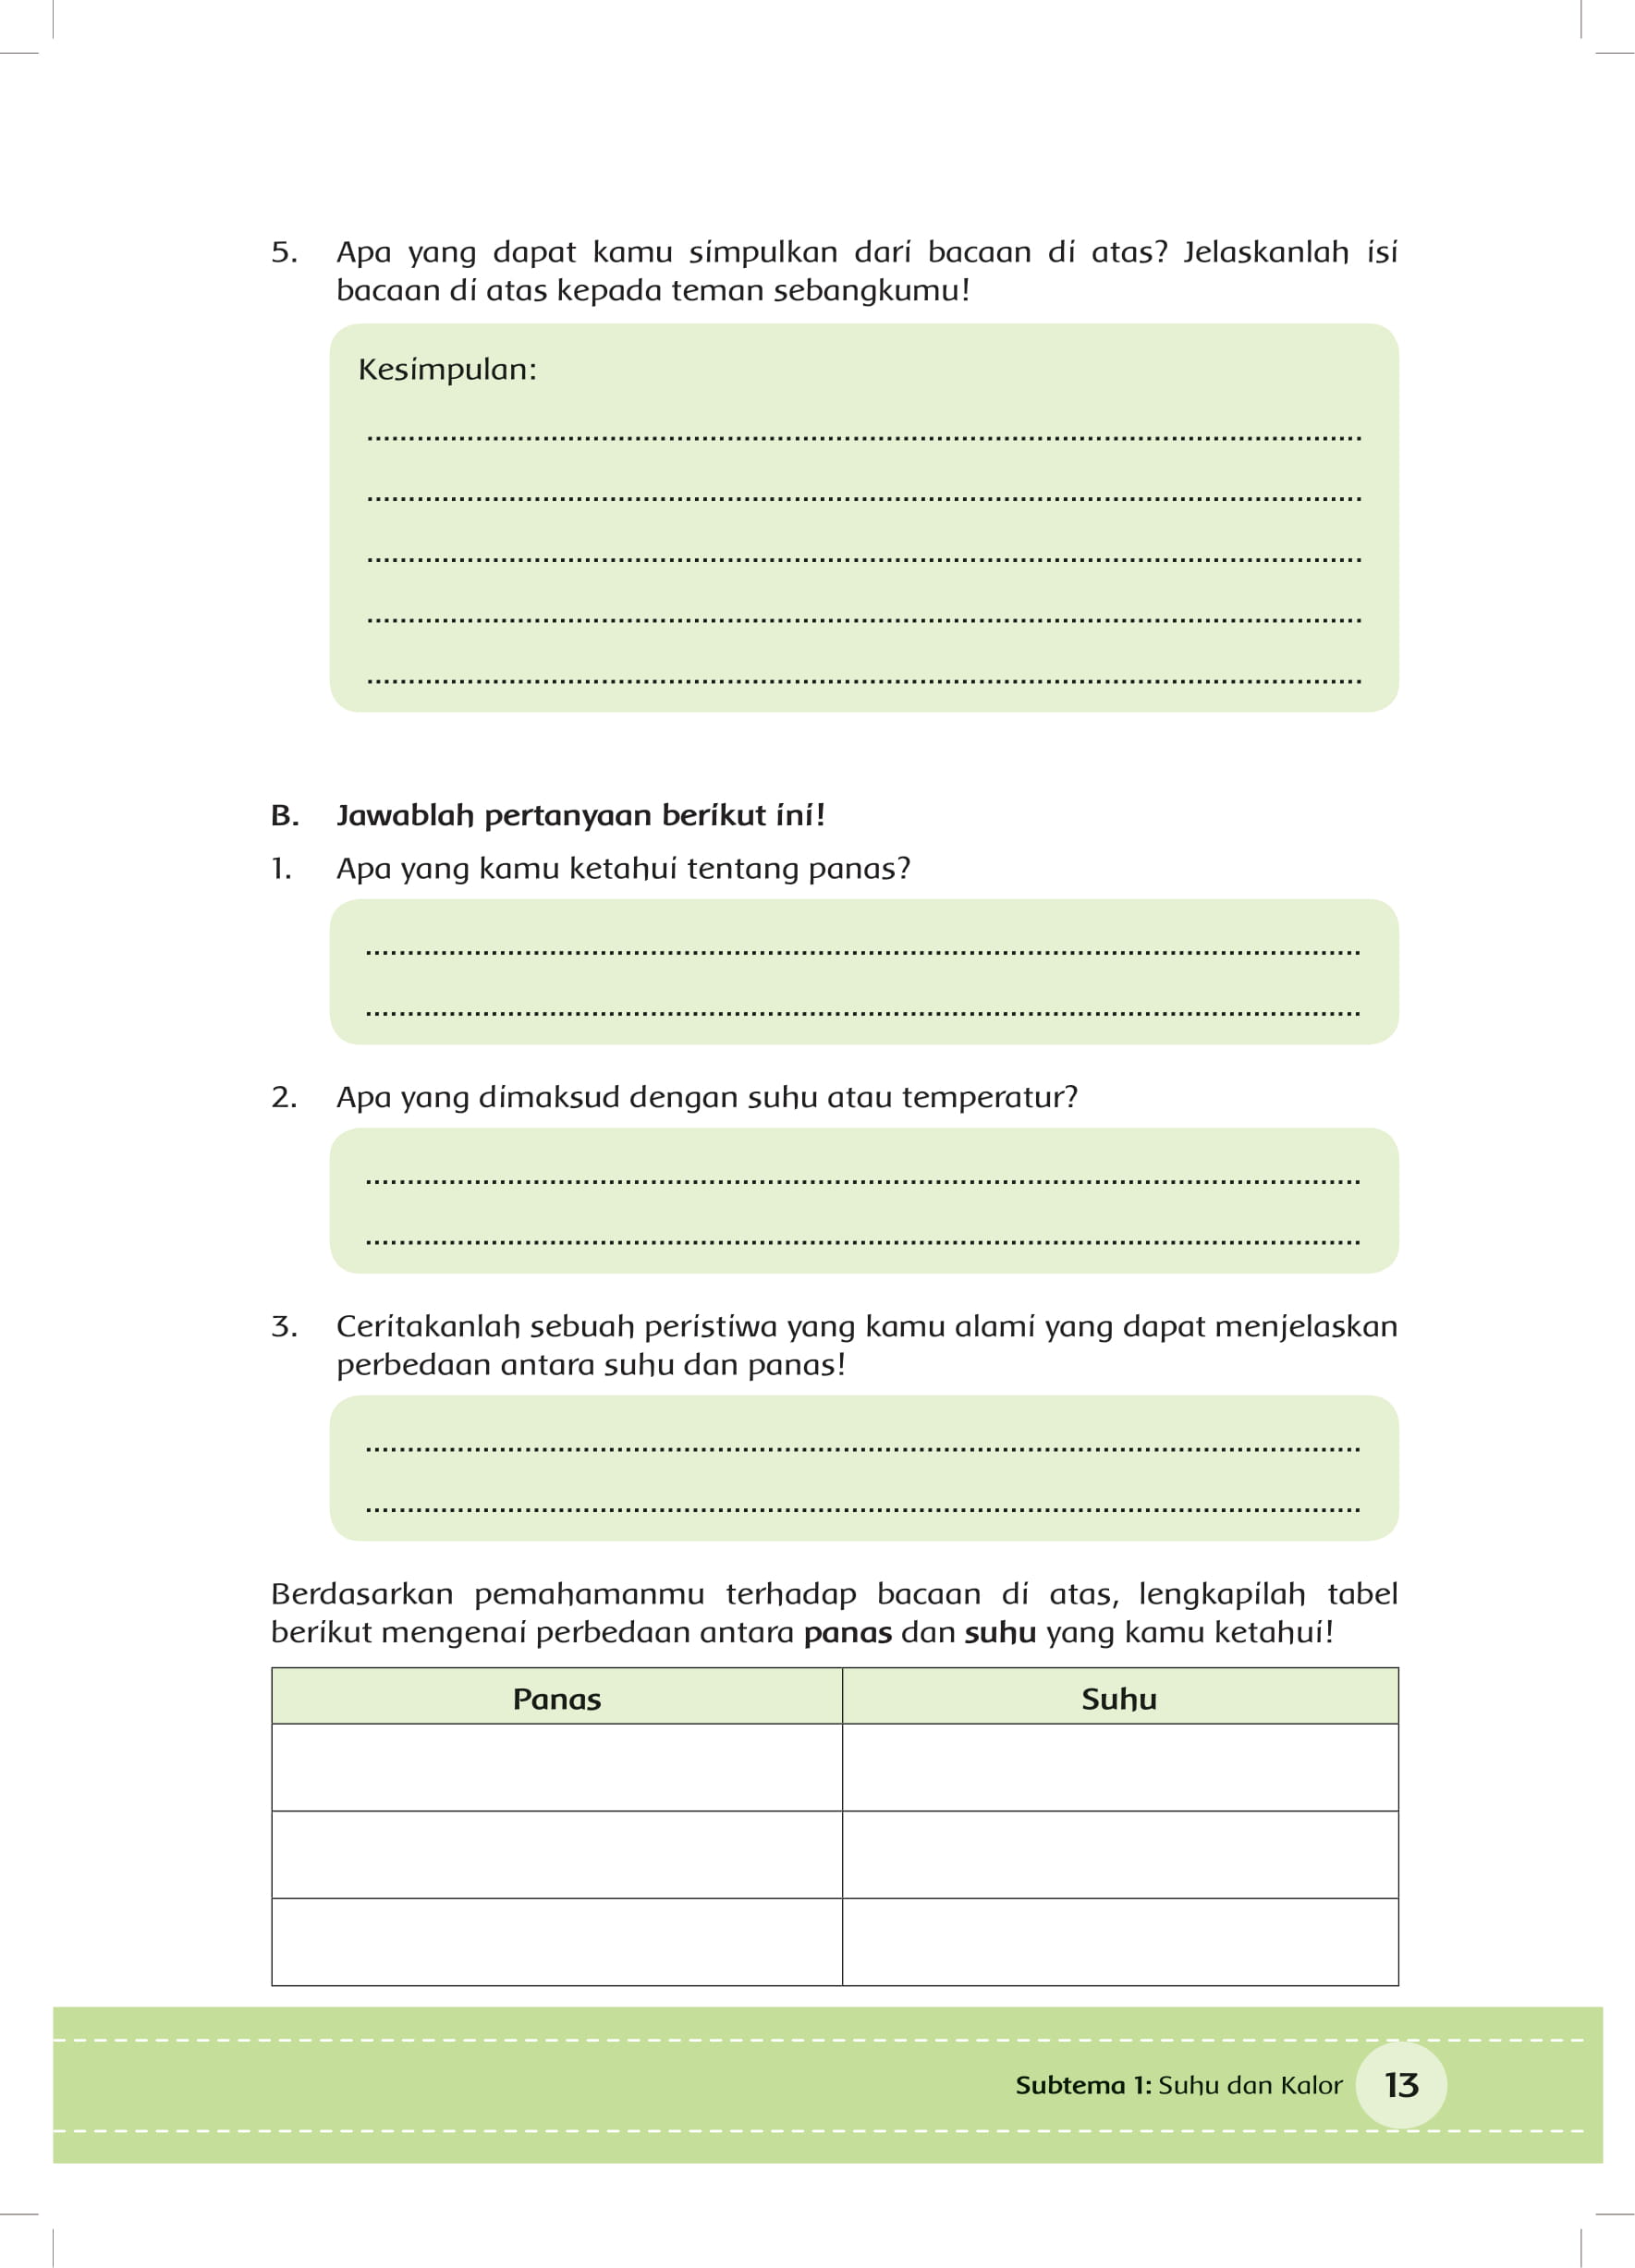 5. Apa yang dapat kamu simpulkan dari bacaan di atas? Jelaskanlah isi
bacaan di atas kepada teman sebangkumu!
Kesimpulan:
B. Jawablah pertanyaan berikut ini!
1. Apa yang kamu ketahui tentang panas?
2. Apa yang dimaksud dengan suhu atau temperatur?
3. Ceritakanlah sebuah peristiwa yang kamu alami yang dapat menjelaskan
perbedaan antara suhu dan panas!
Berdasarkan pemahamanmu terhadap bacaan di atas, lengkapilah tabel
berikut mengenai perbedaan antara panas dan suhu yang kamu ketahui!
Panas Suhu
Subtema 1: Suhu dan Kalor 13